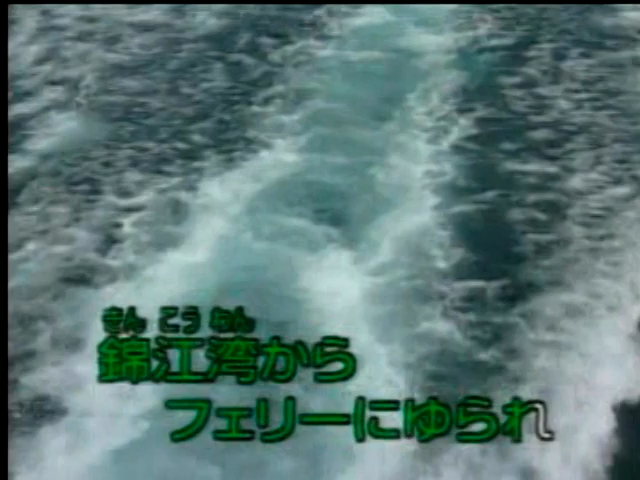 きん こう わん
錦江湾から
フェリーにゆられ